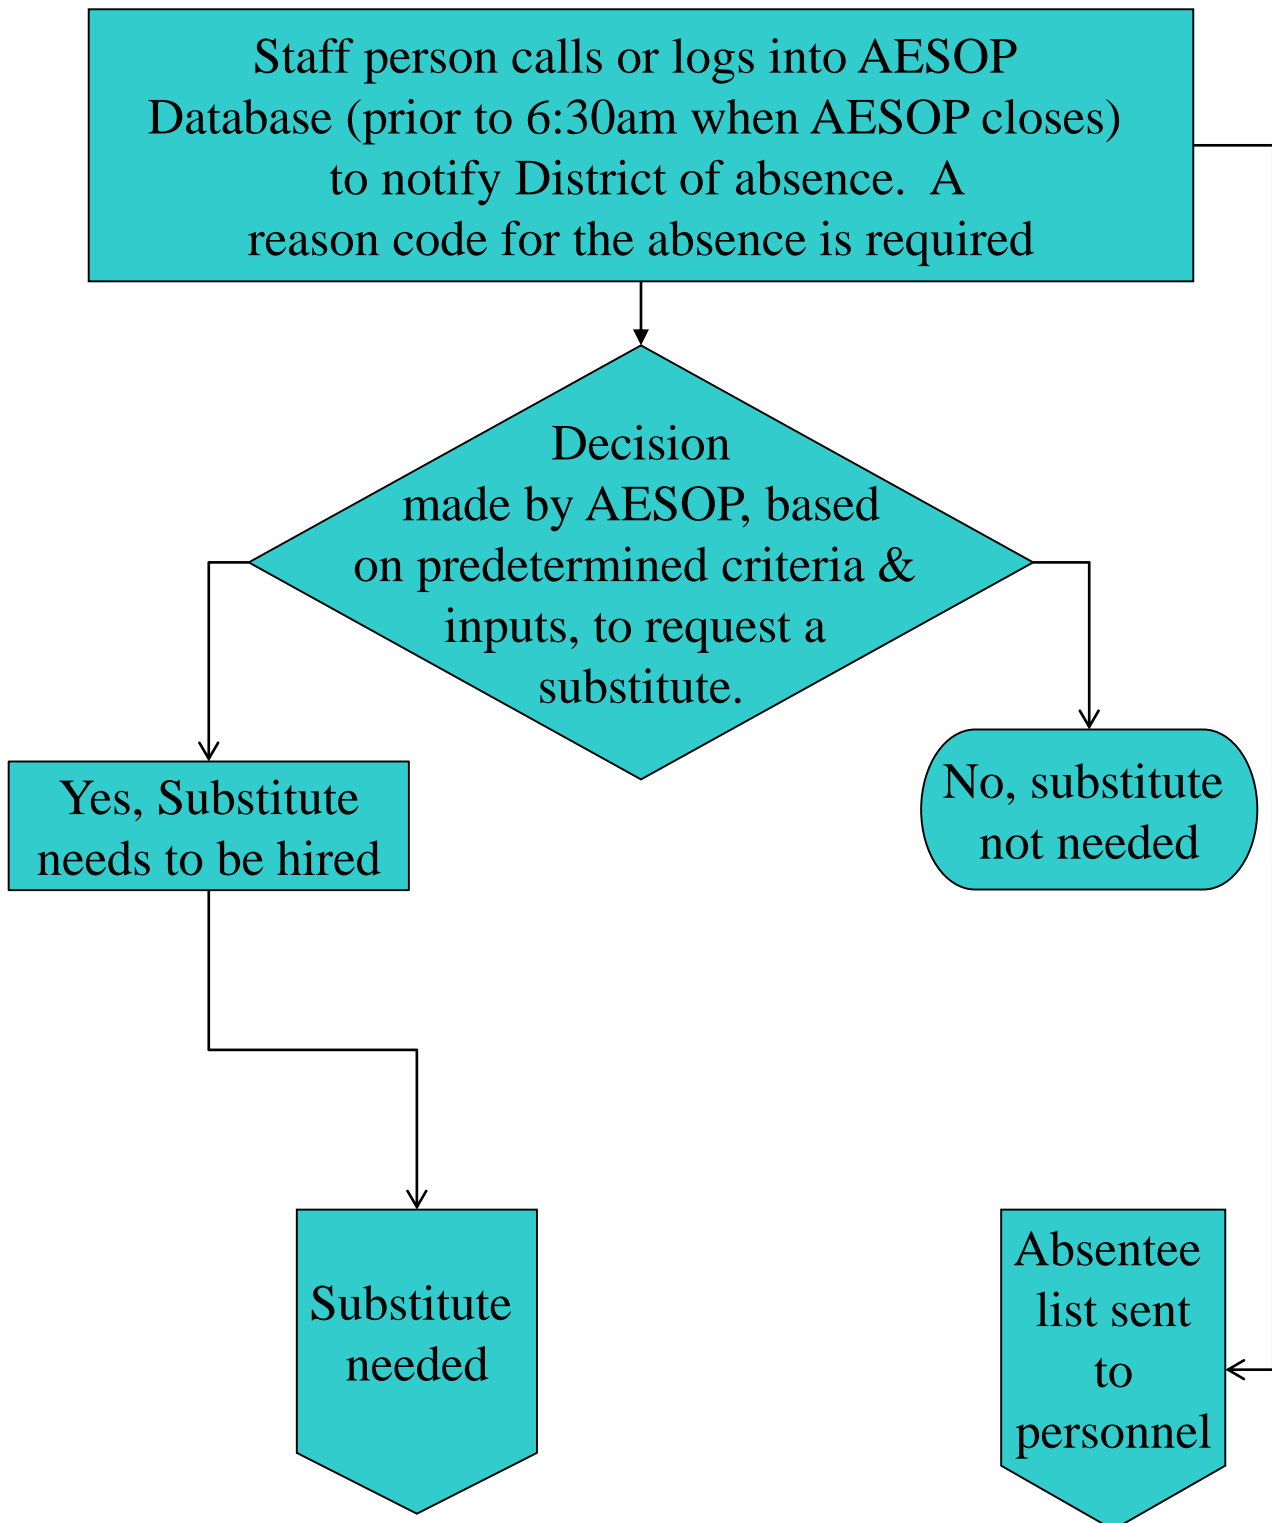 Staff person calls or logs into AESOP
Database (prior to 6:30am when AESOP closes)
to notify District of absence.  A
reason code for the absence is required
Decision
made by AESOP, based
on predetermined criteria &
inputs, to request a
substitute.
Yes, Substitute
needs to be hired
No, substitute
not needed
Substitute
needed
Absentee
list sent
to
personnel